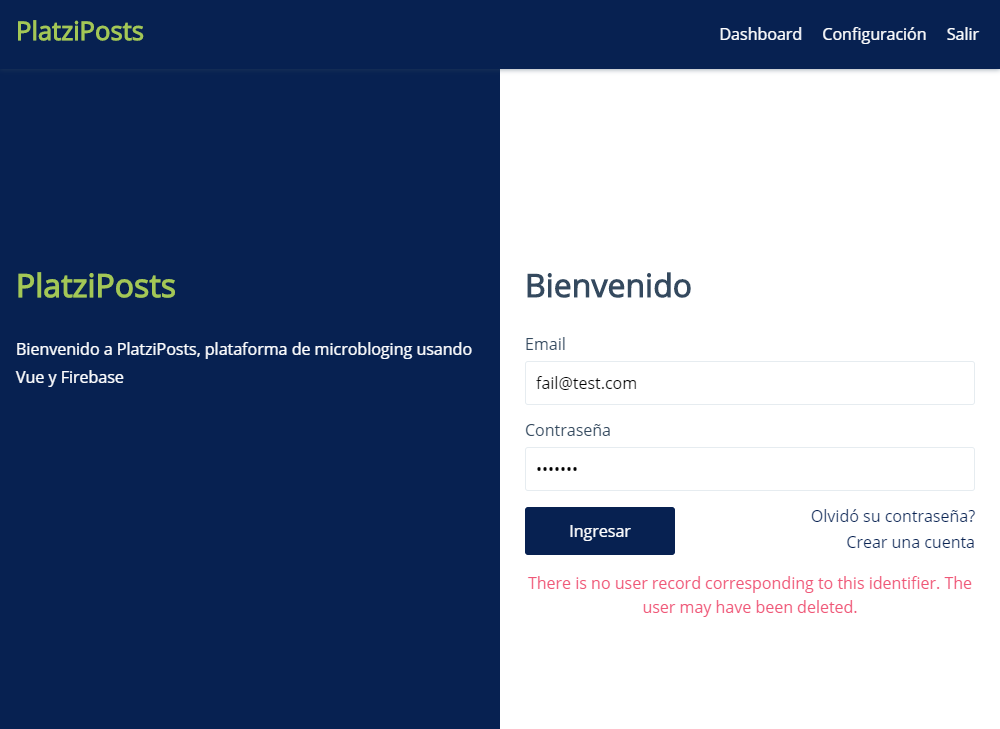 PlatziPosts
Dashboard Configuración Salir
PlatziPosts
Bienvenido a PlatziPosts, plataforma de microbloging usando
Vue y Firebase
Bienvenido
Email
fail@test.com
Contraseña
•••••••
Ingresar
Olvidó su contraseña?
Crear una cuenta
There is no user record corresponding to this identifier. The
user may have been deleted.